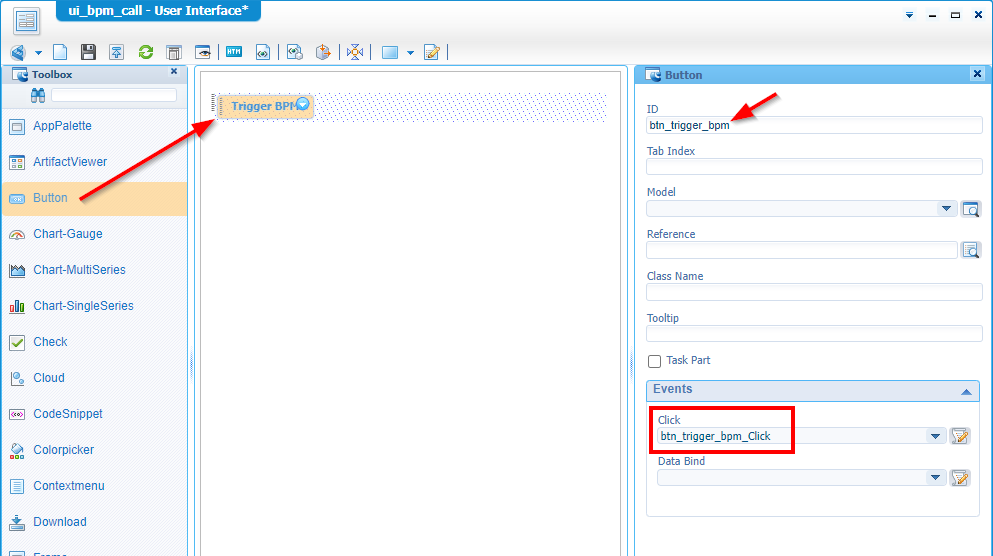 ui_bpm_call - User Interface*
HTM
Toolbox
AppPalette
ArtifactViewer
Button
Chart-Gauge
Chart-MultiSeries
Chart-SingleSeries
Check
Cloud
CodeSnippet
Colorpicker
Contextmenu
Download
Frame
Trigger BPM
Button
ID
btn_trigger_bpm
Tab Index
Model
Reference
Class Name
Tooltip
Task Part
Events
Click
btn_trigger_bpm_Click
Data Bind